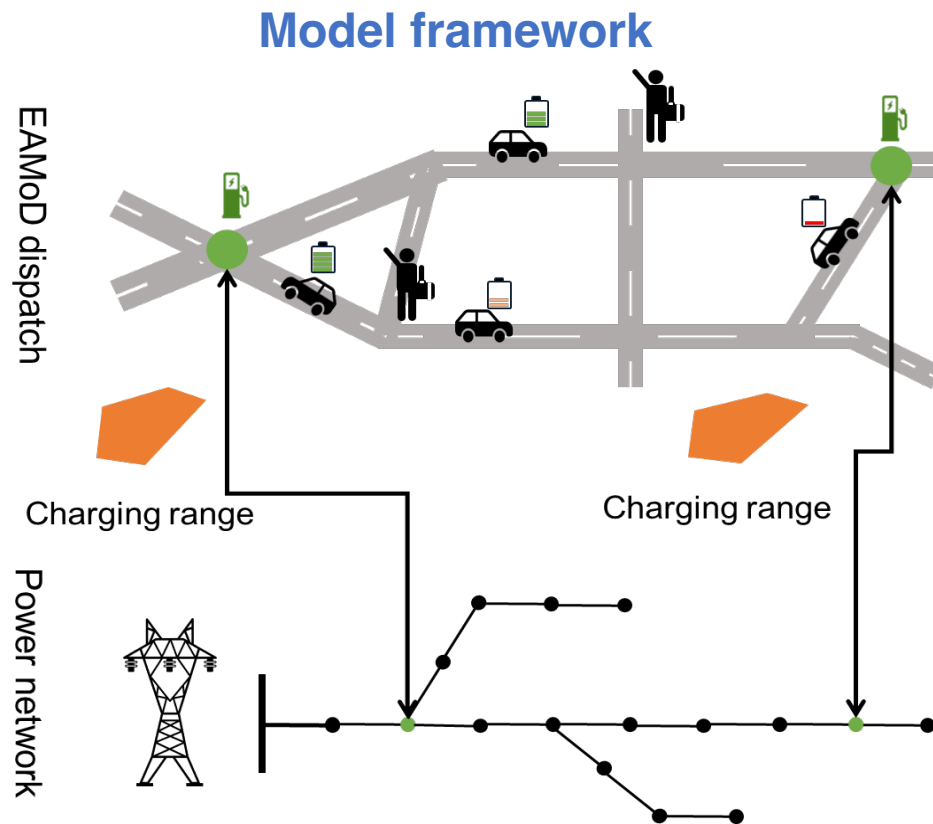 Model framework
EAMoD dispatch
Charging range
Charging range
Power network